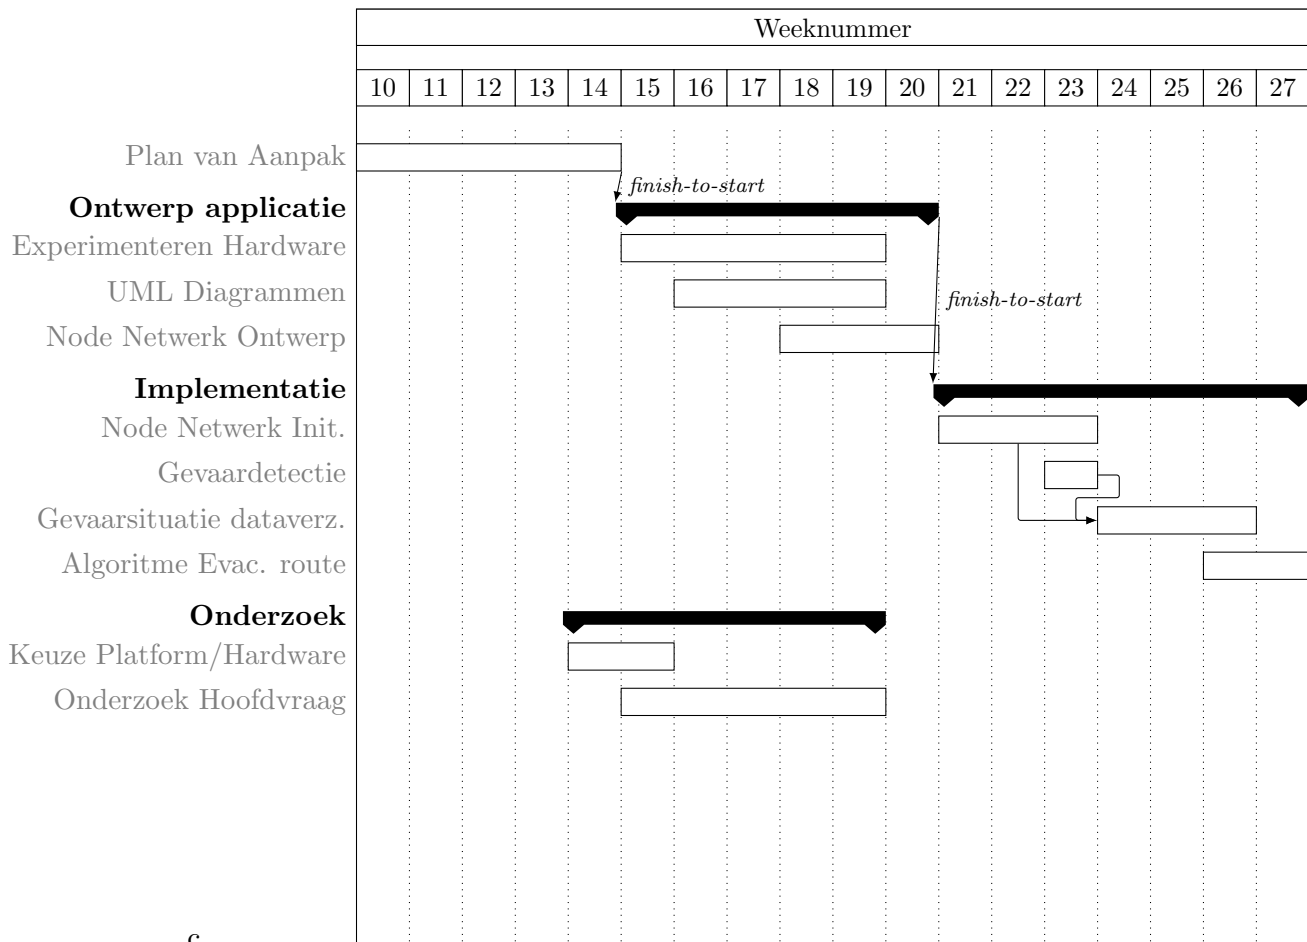 Weeknummer
10 11 12 13 14 15 16 17 18 19 20 21 22 23 24 25 26 27
Plan van Aanpak
finish-to-start
Ontwerp applicatie
Experimenteren Hardware
UML Diagrammen
finish-to-start
Node Netwerk Ontwerp
Implementatie
Node Netwerk Init.
Gevaardetectie
Gevaarsituatie dataverz.
Algoritme Evac. route
Onderzoek
Keuze Platform/Hardware
Onderzoek Hoofdvraag